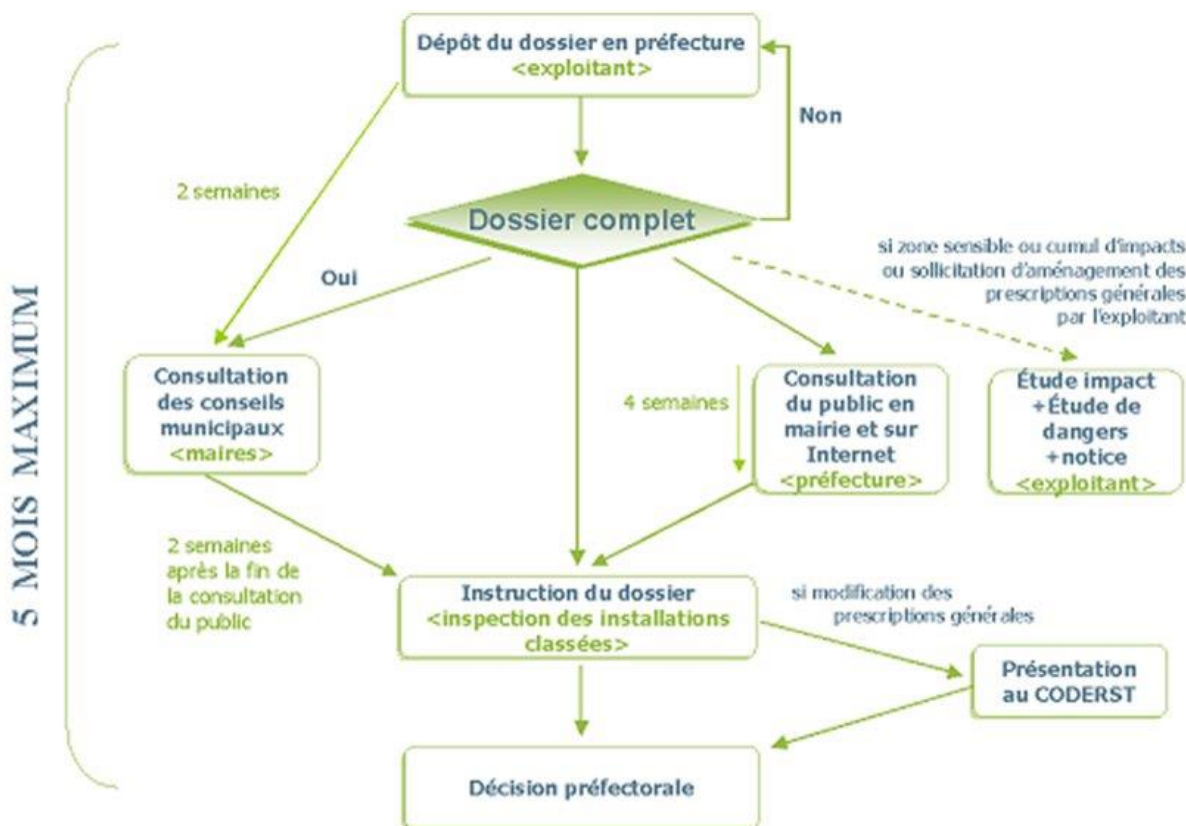 5 MOIS MAXIMUM
Dépôt du dossier en préfecture
<exploitant>
Non
2 semaines
Dossier complet
Oui
si zone sensible ou cumul d'impacts
ou sollicitation d'aménagement des
prescriptions générales
par l'exploitant
Consultation
des conseils
municipaux
<maires>
4 semaines
Consultation
du public en
mairie et sur
Internet
<préfecture>
Étude impact
+Étude de
dangers
+notice
<exploitant>
2 semaines
après la fin de
la consultation
du public
Instruction du dossier
<inspection des installations
classées>
si modification des
prescriptions générales
Présentation
au CODERST
Décision préfectorale